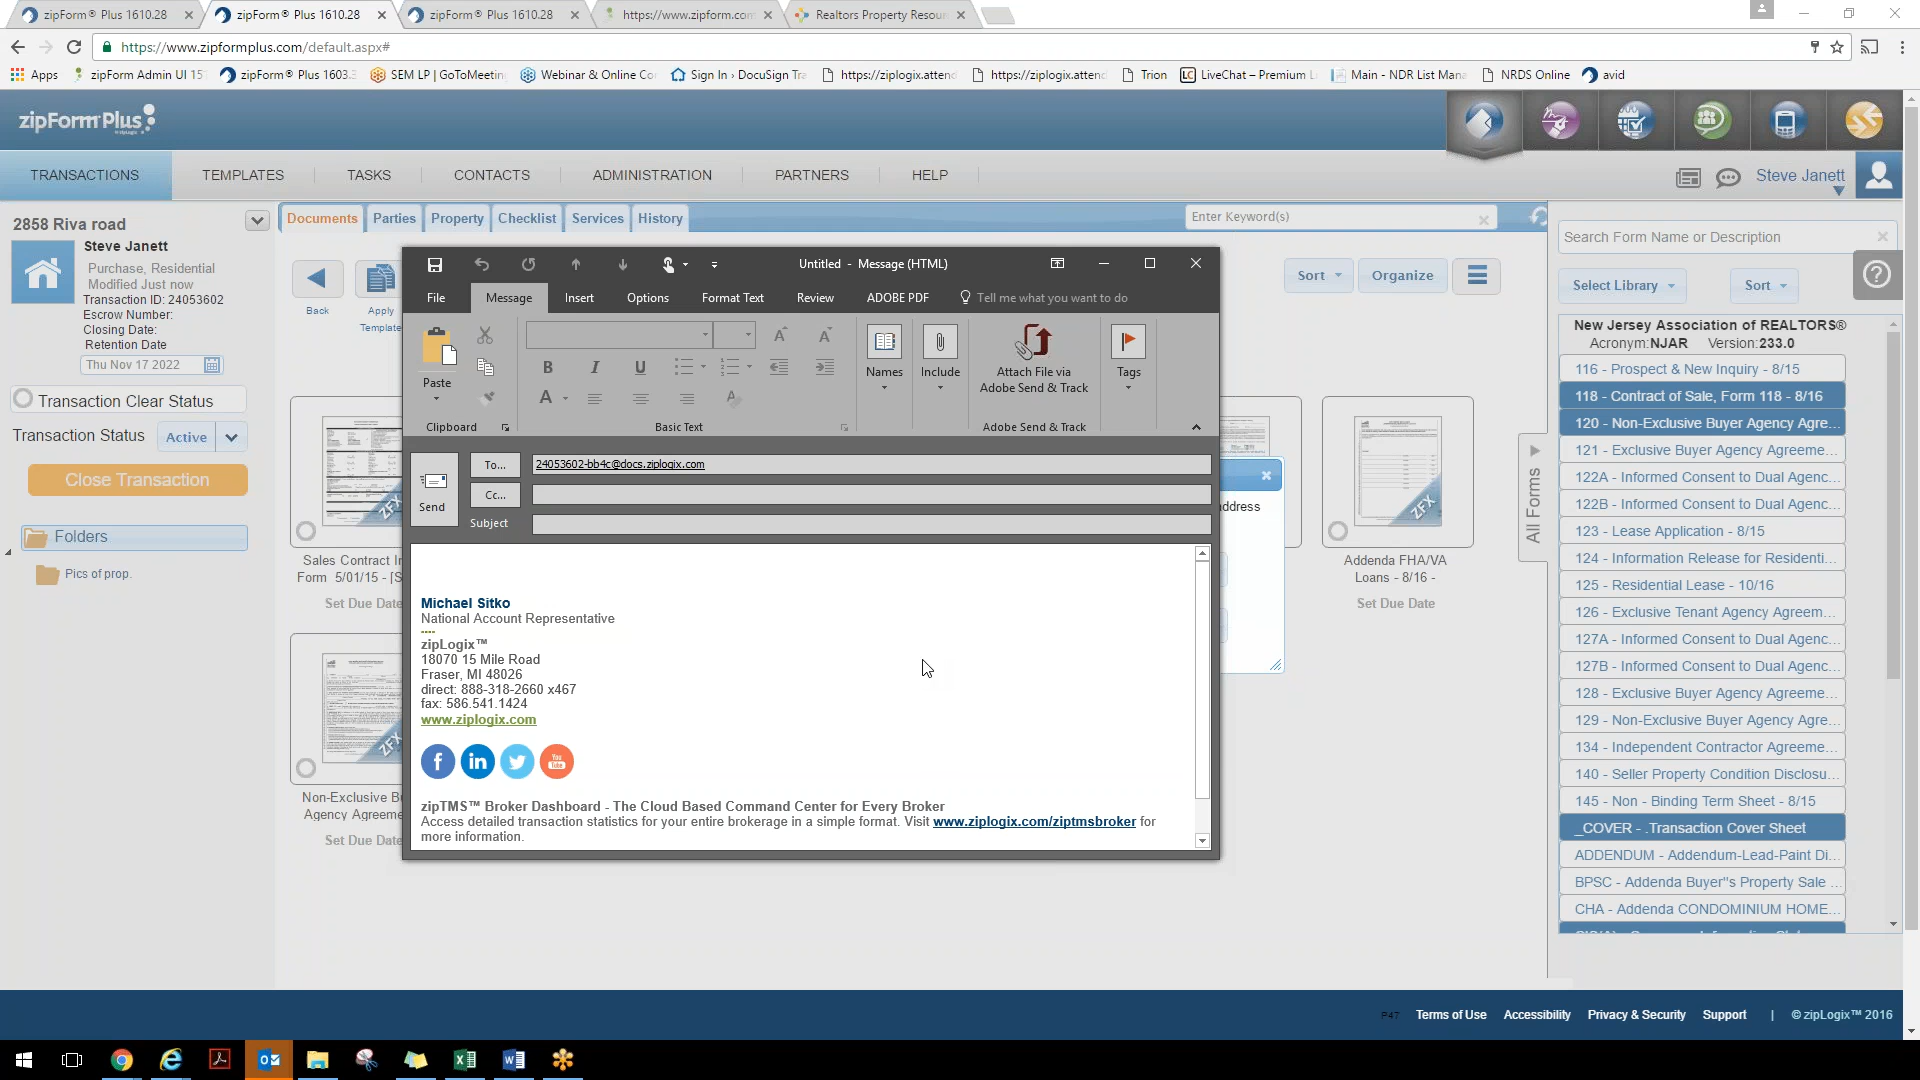 zipForm® Plus 1610.28
zipForm® Plus 1610.28
zipForm® Plus 1610.28
https://www.zipform.com
Realtors Property Resour
https://www.zipformplus.com/default.aspx#
Apps
zipForm Admin UI 15
zipForm® Plus 1603.
SEM LP | GoToMeeting
Webinar & Online Co
Sign In › DocuSign Tra
https://ziplogix.attend
https://ziplogix.attend
Trion
LC
LiveChat – Premium L
Main - NDR List Mana
NRDS Online
avid
zipForm Plus
by zipLogix
TRANSACTIONS
TEMPLATES
TASKS
CONTACTS
ADMINISTRATION
PARTNERS
HELP
Steve Janett
2858 Riva road
Steve Janett
Purchase, Residential
Modified Just now
Transaction ID: 24053602
Escrow Number:
Closing Date:
Retention Date
Thu Nov 17 2022
Transaction Clear Status
Transaction Status
Active
Close Transaction
Folders
Pics of prop.
Documents
Parties
Property
Checklist
Services
History
Enter Keyword(s)
Back
Apply
Template
Sort
Organize
Untitled - Message (HTML)
File
Message
Insert
Options
Format Text
Review
ADOBE PDF
Tell me what you want to do
Paste
B
I
U
A
A
A
Names
Include
Attach File via
Adobe Send & Track
Tags
Clipboard
Basic Text
Adobe Send & Track
Send
To...
24053602-bb4c@docs.ziplogix.com
Cc...
Subject
Michael Sitko
National Account Representative
----
zipLogix™
18070 15 Mile Road
Fraser, MI 48026
direct: 888-318-2660 x467
fax: 586.541.1424
www.ziplogix.com
f
in
You
Tube
zipTMS™ Broker Dashboard - The Cloud Based Command Center for Every Broker
Access detailed transaction statistics for your entire brokerage in a simple format. Visit www.ziplogix.com/ziptmsbroker for
more information.
ZFX
Sales Contract In
Form 5/01/15 - [S
Set Due Date
ZFX
Non-Exclusive B
Agency Agreeme
Set Due Date
address
ZFX
Addenda FHA/VA
Loans - 8/16 -
Set Due Date
All Forms
Search Form Name or Description
Select Library
Sort
?
New Jersey Association of REALTORS®
Acronym:NJAR Version:233.0
116 - Prospect & New Inquiry - 8/15
118 - Contract of Sale, Form 118 - 8/16
120 - Non-Exclusive Buyer Agency Agre...
121 - Exclusive Buyer Agency Agreeme...
122A - Informed Consent to Dual Agenc...
122B - Informed Consent to Dual Agenc...
123 - Lease Application - 8/15
124 - Information Release for Residenti...
125 - Residential Lease - 10/16
126 - Exclusive Tenant Agency Agreem...
127A - Informed Consent to Dual Agenc...
127B - Informed Consent to Dual Agenc...
128 - Exclusive Buyer Agency Agreeme...
129 - Non-Exclusive Buyer Agency Agre...
134 - Independent Contractor Agreeme...
140 - Seller Property Condition Disclosu...
145 - Non - Binding Term Sheet - 8/15
_COVER - .Transaction Cover Sheet
ADDENDUM - Addendum-Lead-Paint Di...
BPSC - Addenda Buyer"s Property Sale ...
CHA - Addenda CONDOMINIUM HOME...
P47
Terms of Use
Accessibility
Privacy & Security
Support
|
© zipLogix™ 2016